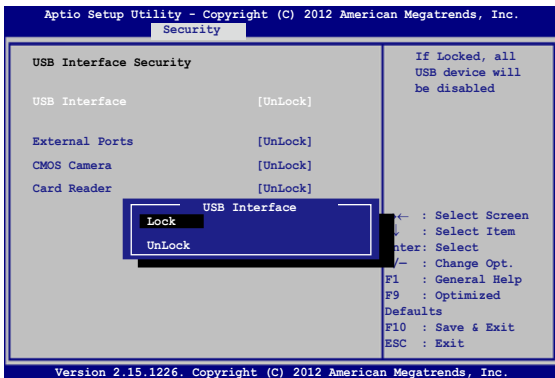 Aptio Setup Utility - Copyright (C) 2012 American Megatrends, Inc.
Security
USB Interface Security
USB Interface [UnLock]
External Ports [UnLock]
CMOS Camera [UnLock]
Card Reader [UnLock]
USB Interface
Lock
UnLock
If Locked, all
USB device will
be disabled
→← : Select Screen
↓ : Select Item
nter: Select
/— : Change Opt.
F1 : General Help
F9 : Optimized
Defaults
F10 : Save & Exit
ESC : Exit
Version 2.15.1226. Copyright (C) 2012 American Megatrends, Inc.